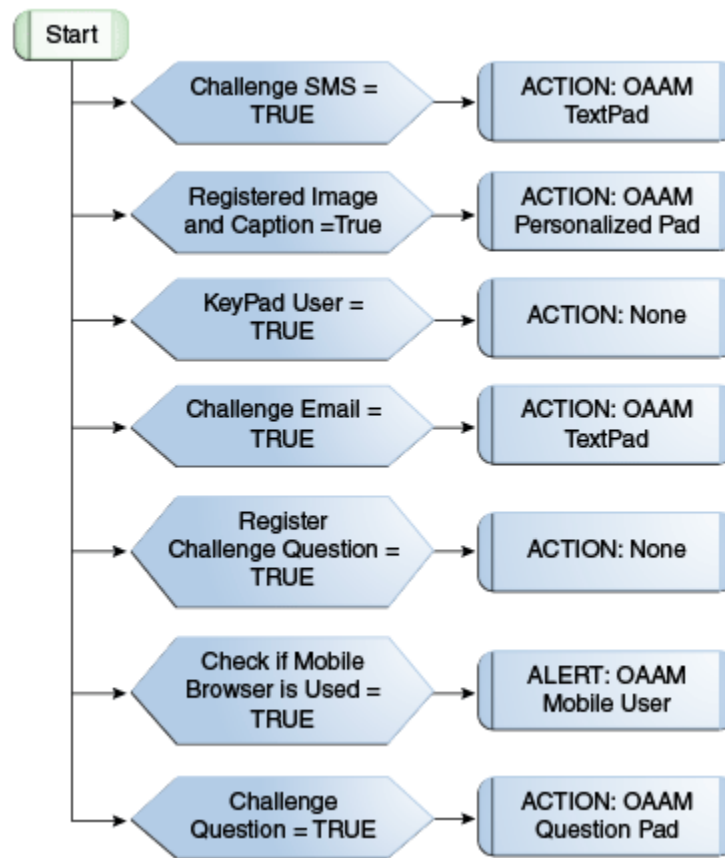 Start
Challenge SMS =
TRUE
ACTION: OAAM
TextPad
Registered Image
and Caption =True
ACTION: OAAM
Personalized Pad
KeyPad User =
TRUE
ACTION: None
Challenge Email =
TRUE
ACTION: OAAM
TextPad
Register
Challenge Question =
TRUE
ACTION: None
Check if Mobile
Browser is Used =
TRUE
ALERT: OAAM
Mobile User
Challenge
Question = TRUE
ACTION: OAAM
Question Pad